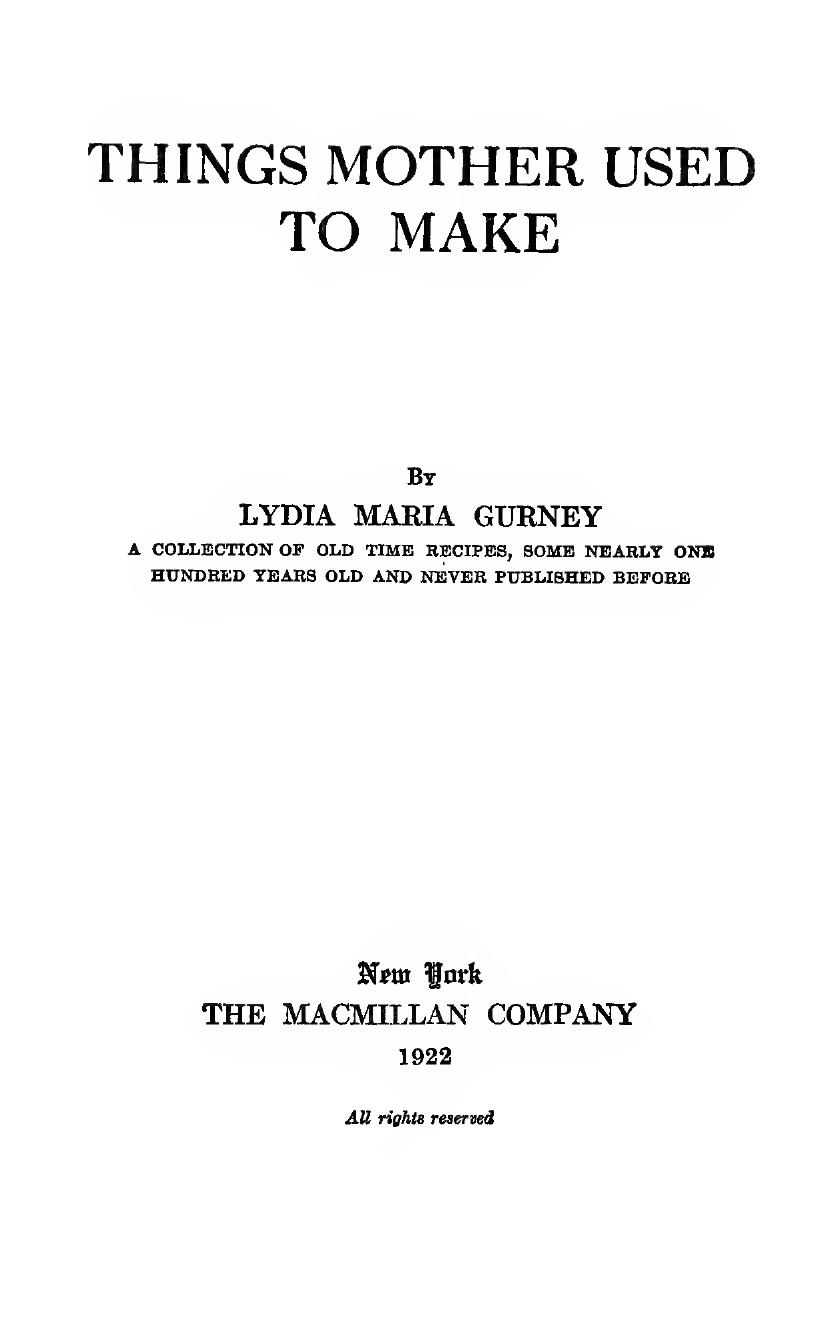 THINGS MOTHER USED
TO MAKE
By
LYDIA MARIA GURNEY
A COLLECTION OF OLD TIME RECIPES, SOME NEARLY ONE
HUNDRED YEARS OLD AND NEVER PUBLISHED BEFORE
New York
THE MACMILLAN COMPANY
1922
All rights reserved